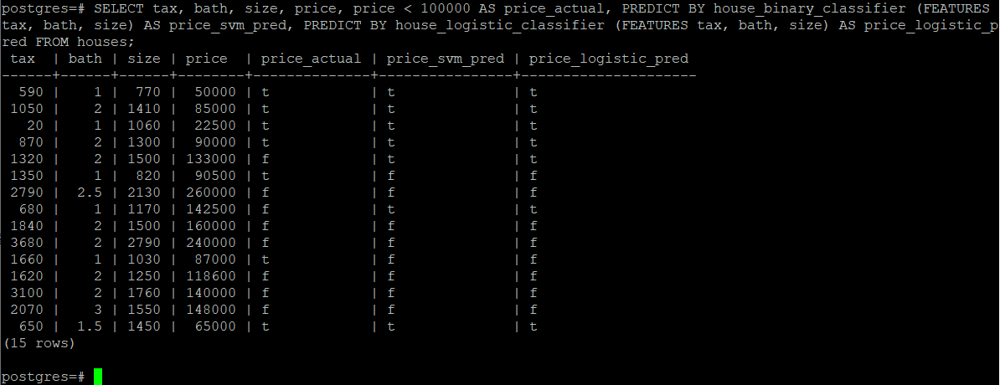 postgres=# SELECT tax, bath, size, price, price < 100000 AS price_actual, PREDICT BY house_binary_classifier (FEATURES
tax, bath, size) AS price_svm_pred, PREDICT BY house_logistic_classifier (FEATURES tax, bath, size) AS price_logistic_p
red FROM houses;
 tax  | bath | size | price  | price_actual | price_svm_pred | price_logistic_pred
------+------+------+--------+--------------+----------------+---------------------
  590 |    1 |  770 |  50000 | t            | t              | t
 1050 |    2 | 1410 |  85000 | t            | t              | t
   20 |    1 | 1060 |  22500 | t            | t              | t
  870 |    2 | 1300 |  90000 | t            | t              | t
 1320 |    2 | 1500 | 133000 | f            | t              | t
 1350 |    1 |  820 |  90500 | t            | f              | f
 2790 |  2.5 | 2130 | 260000 | f            | f              | f
  680 |    1 | 1170 | 142500 | f            | t              | t
 1840 |    2 | 1500 | 160000 | f            | f              | f
 3680 |    2 | 2790 | 240000 | f            | f              | f
 1660 |    1 | 1030 |  87000 | t            | f              | f
 1620 |    2 | 1250 | 118600 | f            | f              | f
 3100 |    2 | 1760 | 140000 | f            | f              | f
 2070 |    3 | 1550 | 148000 | f            | f              | f
  650 |  1.5 | 1450 |  65000 | t            | t              | t
(15 rows)
postgres=#